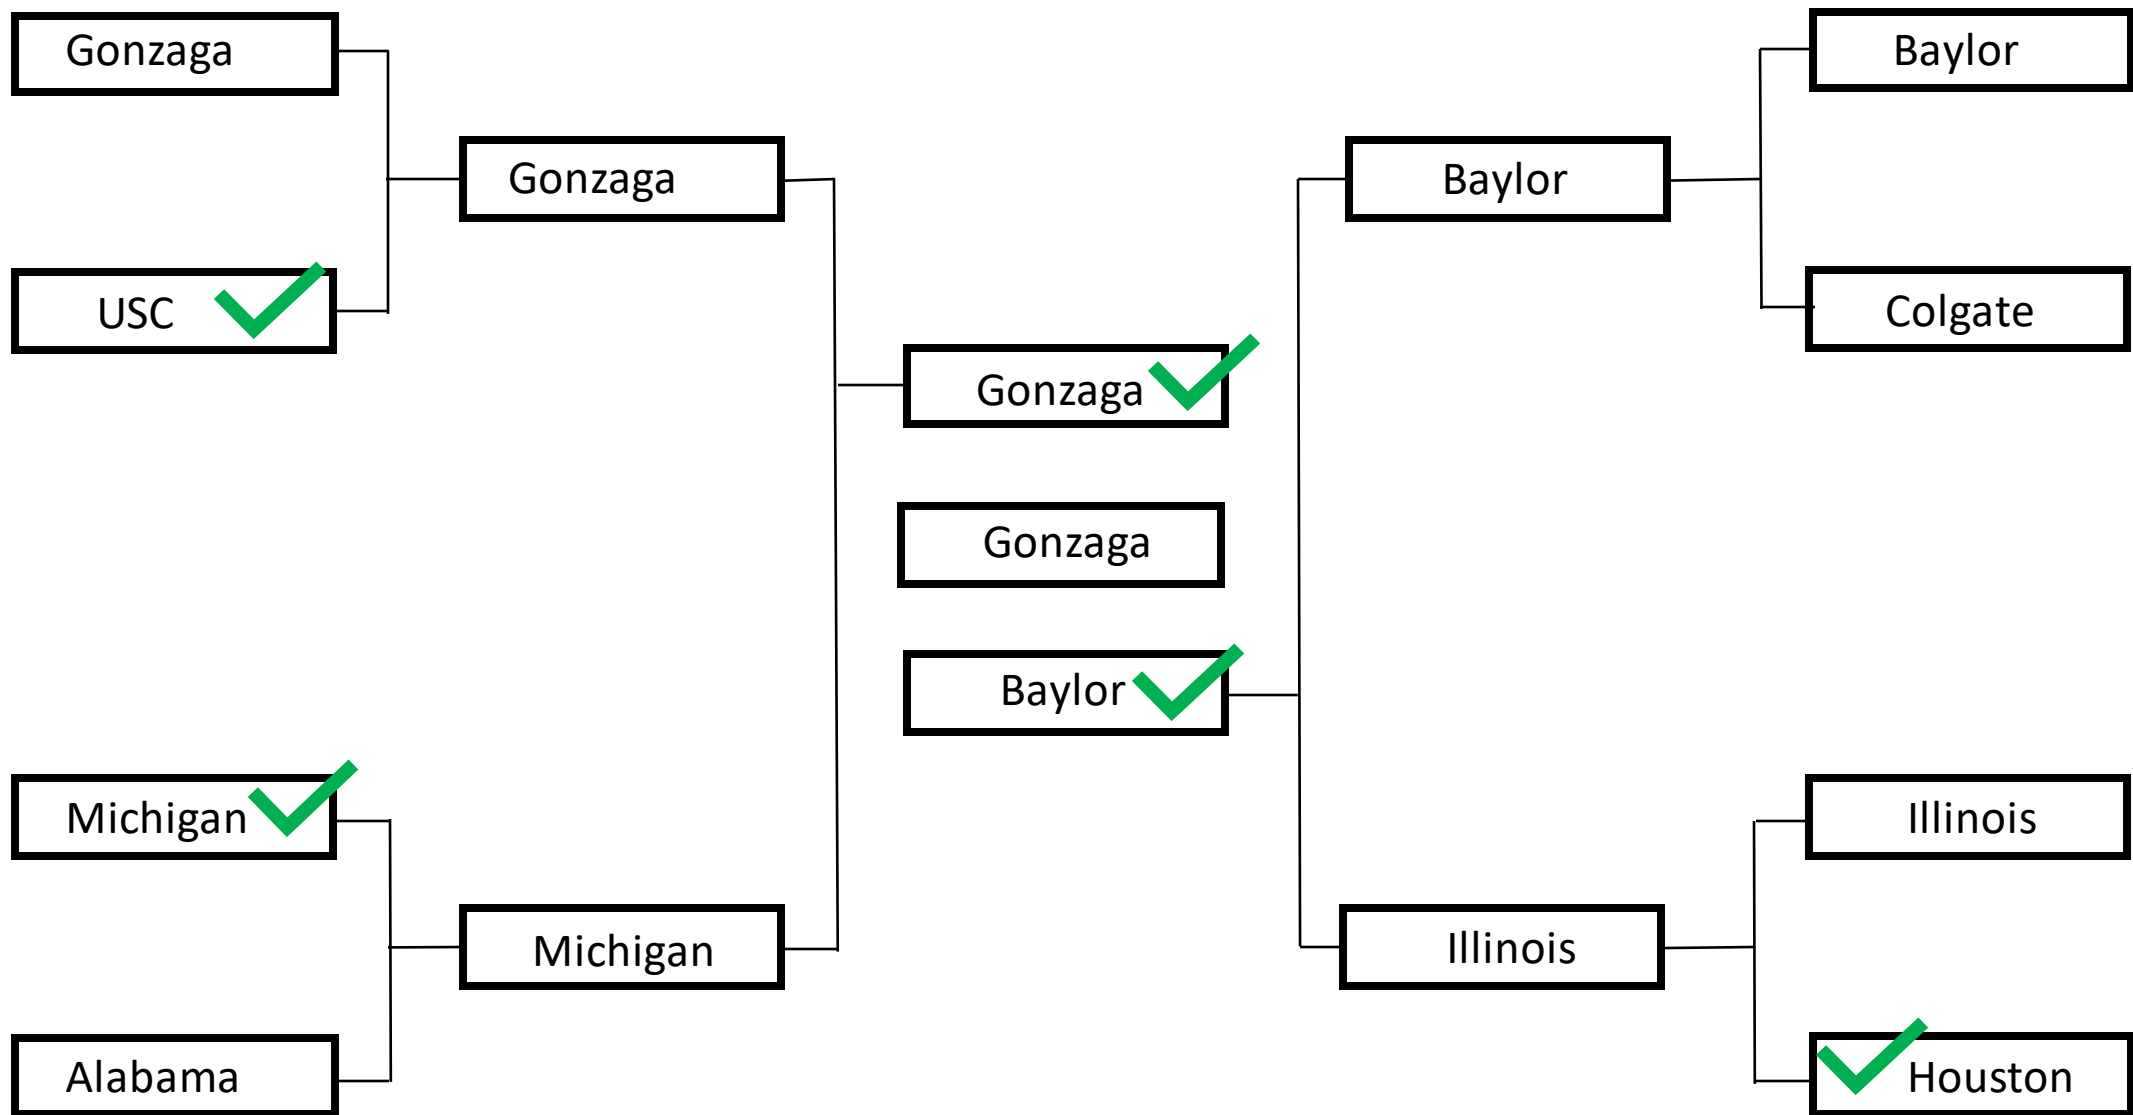 Gonzaga
USC
Michigan
Alabama
Gonzaga
Michigan
Gonzaga
Gonzaga
Baylor
Baylor
Illinois
Baylor
Colgate
Illinois
Houston